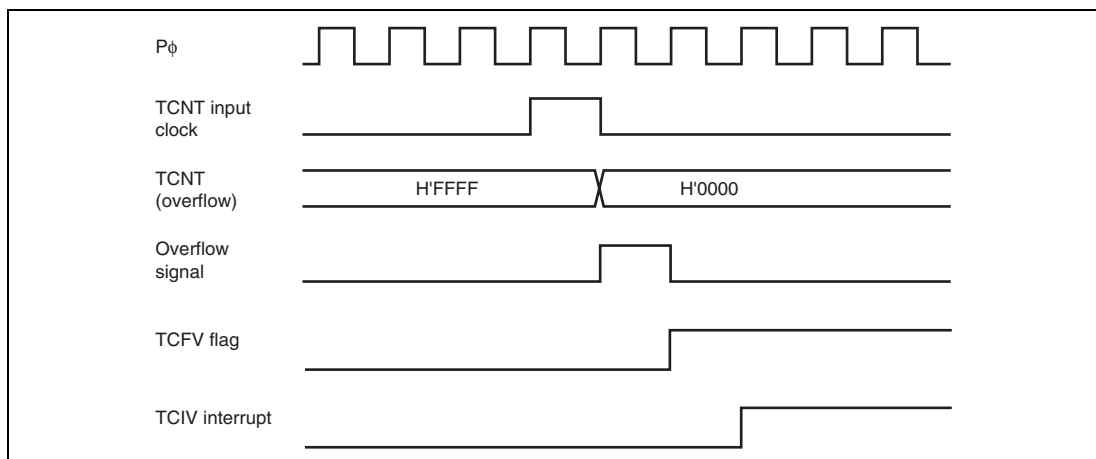 Pϕ
TCNT input
clock
TCNT
(overflow)
H'FFFF
H'0000
Overflow
signal
TCFV flag
TCIV interrupt